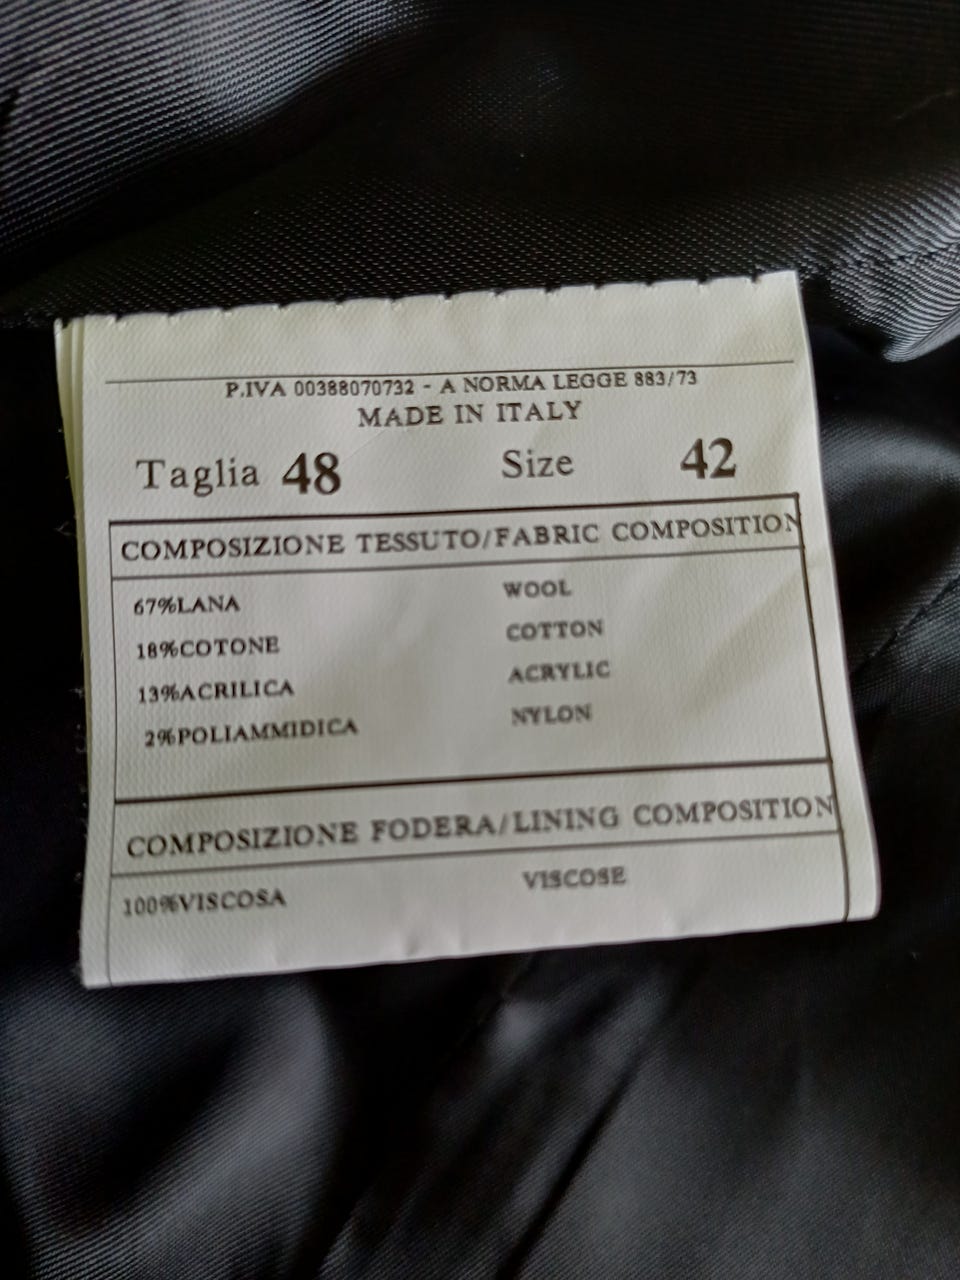 P.IVA 00388070732 - A NORMA LEGGE 883/73
MADE IN ITALY
Taglia 48 Size 42
COMPOSIZIONE TESSUTO/FABRIC COMPOSITION
67%LANA WOOL
18%COTONE COTTON
13%ACRILICA ACRYLIC
2%POLIAMMIDICA NYLON
COMPOSIZIONE FODERA/LINING COMPOSITION
100%VISCOSA VISCOSE